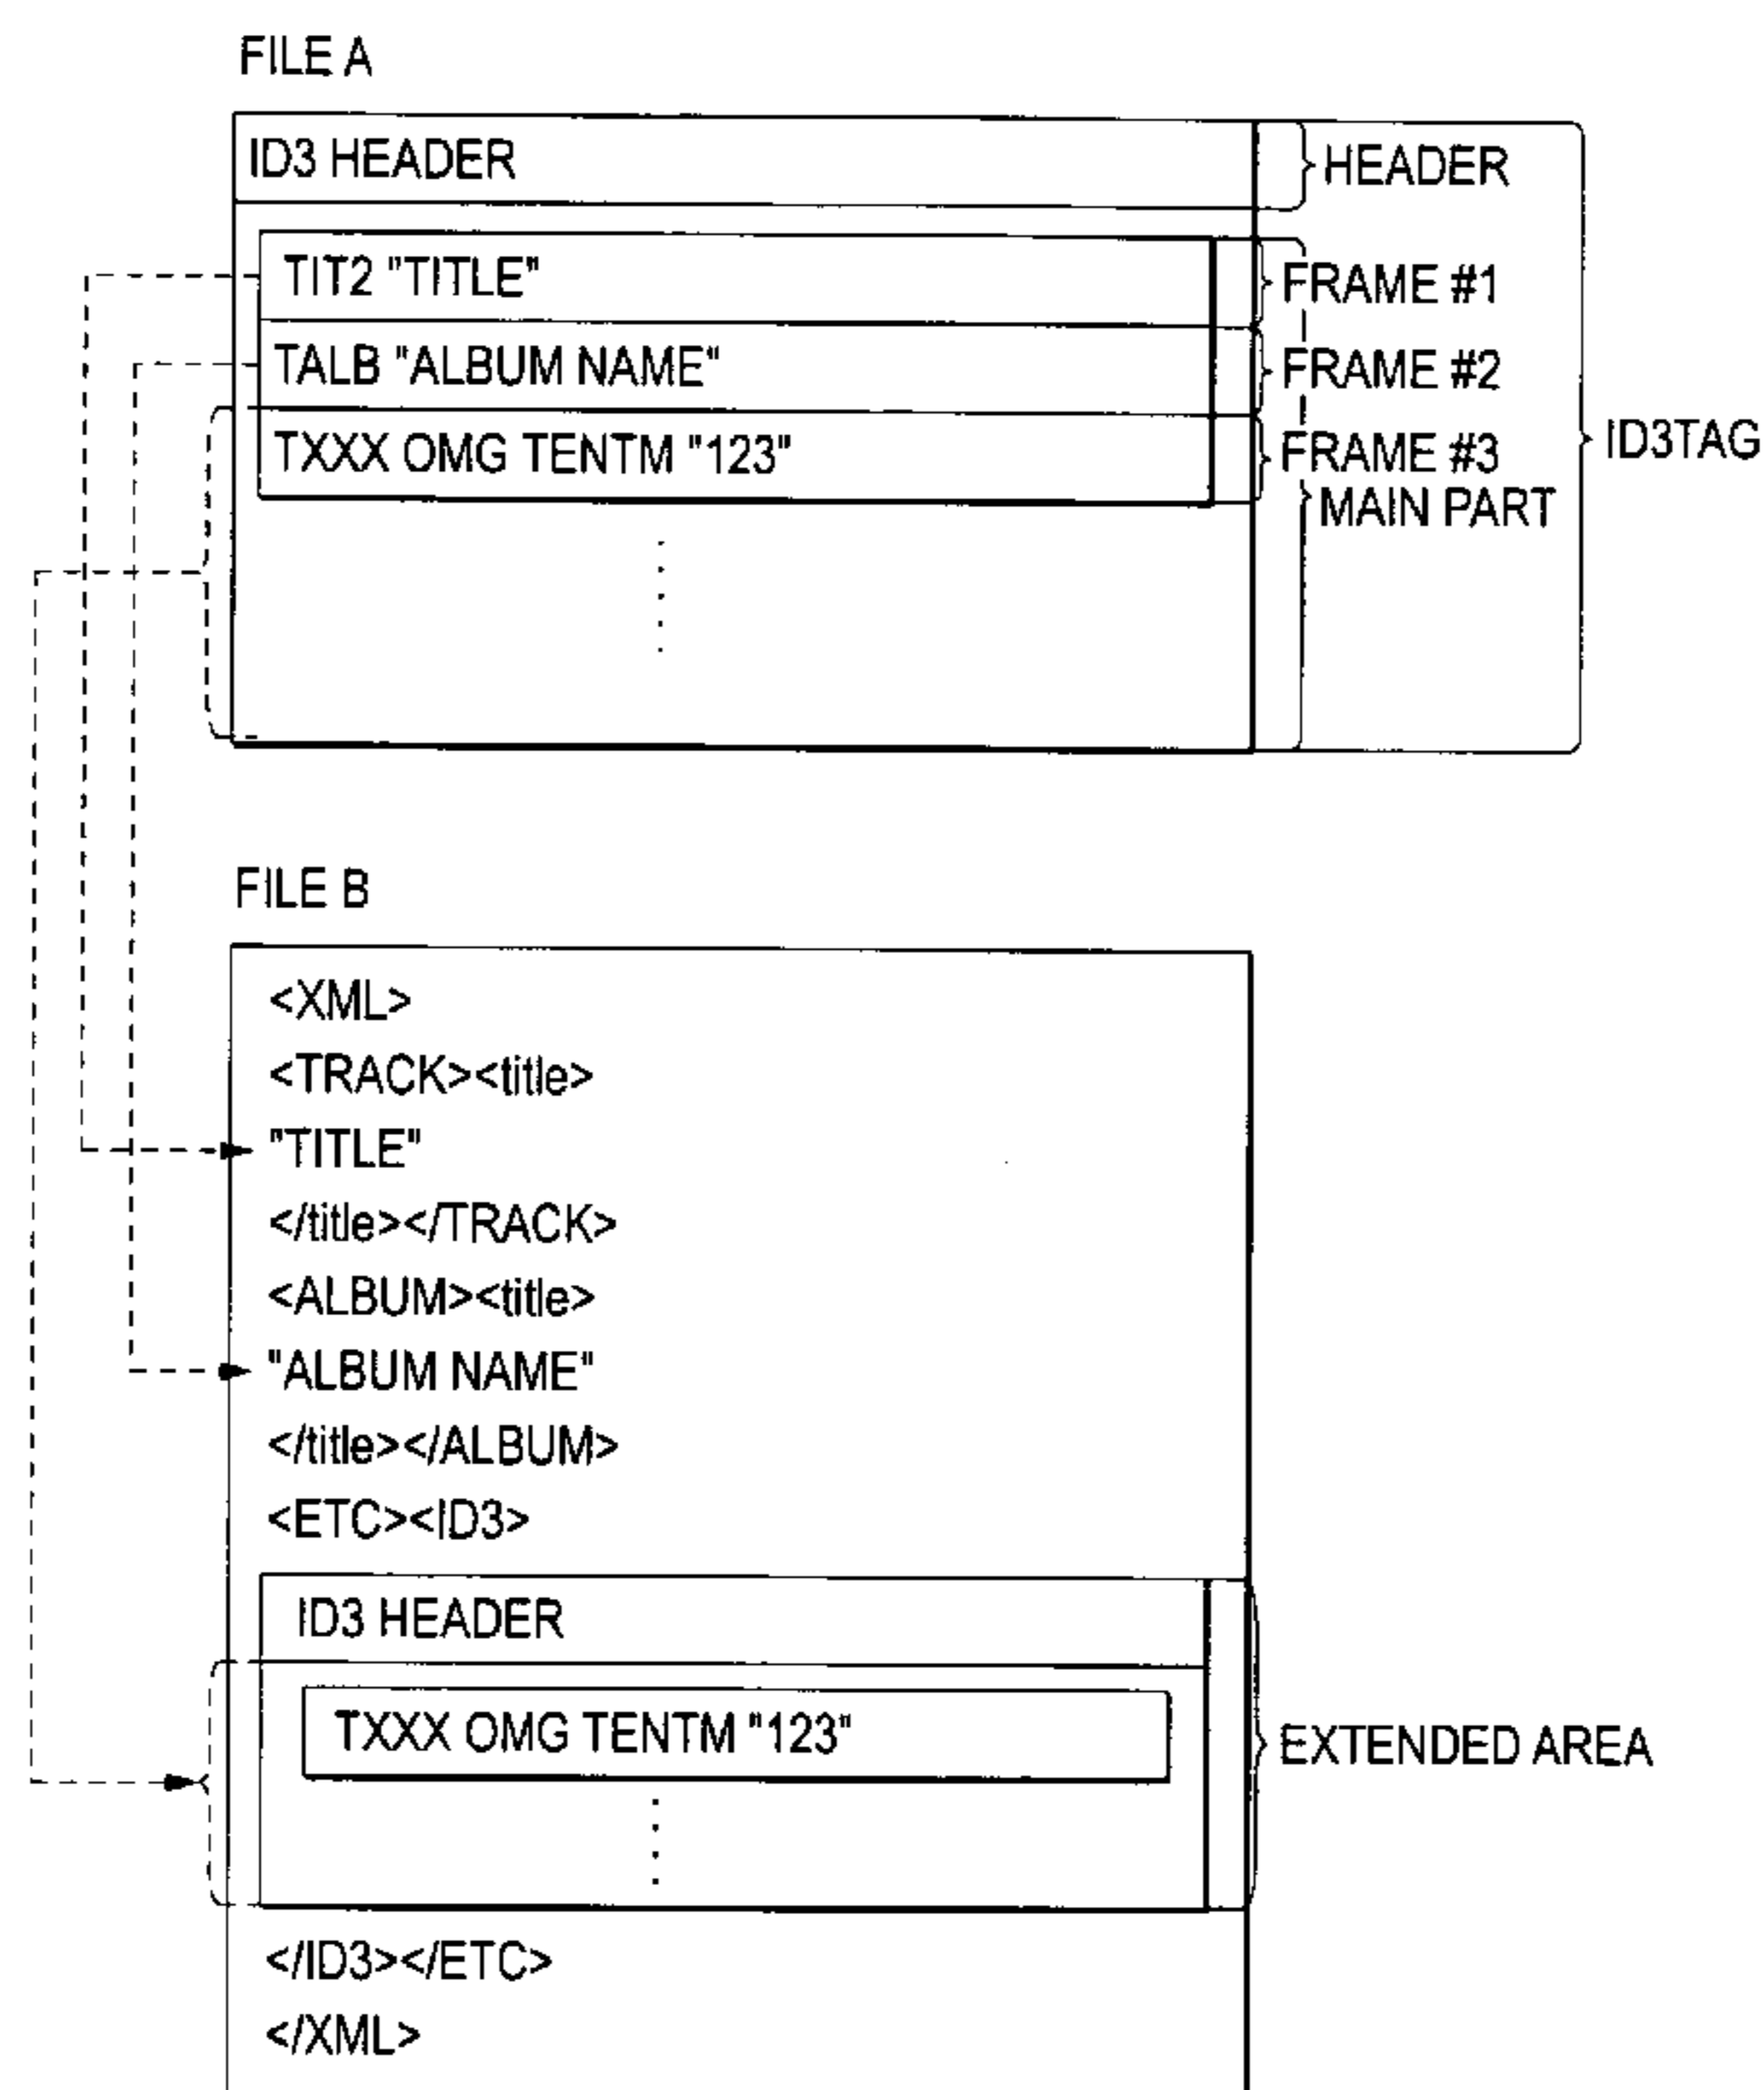 FILE A
ID3 HEADER
HEADER
TIT2 "TITLE"
FRAME #1
TALB "ALBUM NAME"
FRAME #2
TXXX OMG TENTM "123"
FRAME #3
ID3TAG
MAIN PART
FILE B
<XML>
<TRACK><title>
"TITLE"
</title></TRACK>
<ALBUM><title>
"ALBUM NAME"
</title></ALBUM>
<ETC><ID3>
ID3 HEADER
TXXX OMG TENTM "123"
EXTENDED AREA
</ID3></ETC>
</XML>